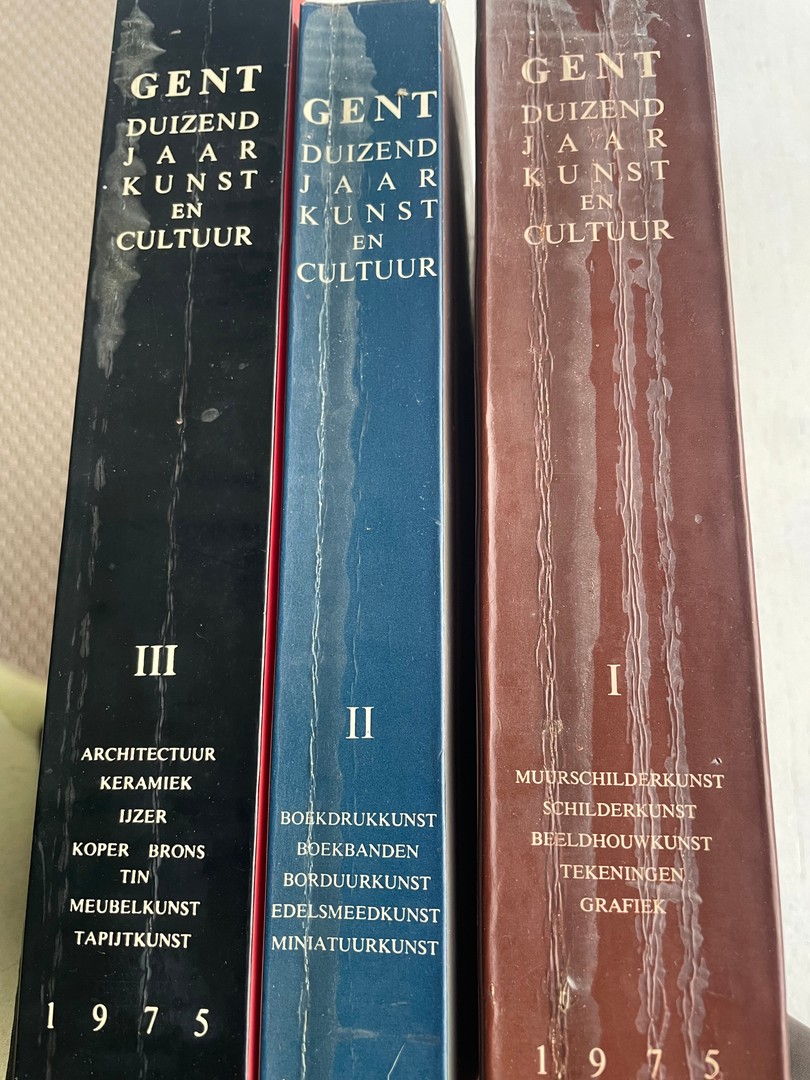 GENT
DUIZEND
JAAR
KUNST
EN
CULTUUR
III
ARCHITECTUUR
KERAMIEK
IJZER
KOPER BRONS
TIN
MEUBELKUNST
TAPIJTKUNST
1975
GENT
DUIZEND
JAAR
KUNST
EN
CULTUUR
II
BOEKDRUKKUNST
BOEKBANDEN
BORDUURKUNST
EDELSMEEDKUNST
MINIATUURKUNST
GENT
DUIZEND
JAAR
KUNST
EN
CULTUUR
I
MUURSCHILDERKUNST
SCHILDERKUNST
BEELDHOUWKUNST
TEKENINGEN
GRAFIEK
1975